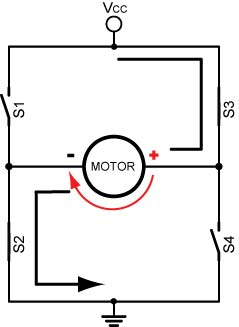 Vcc
S1
S3
- MOTOR +
S2
S4